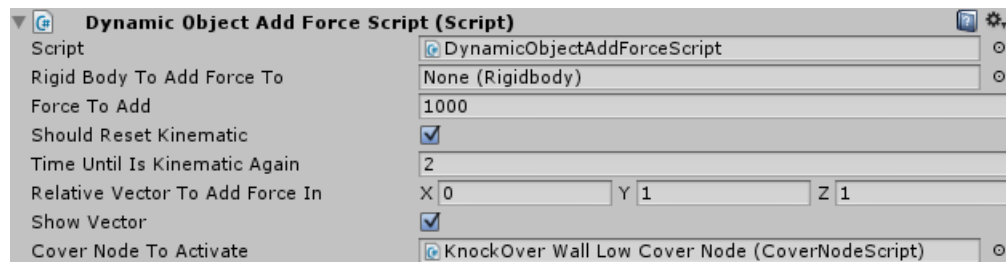 Dynamic Object Add Force Script (Script)
Script DynamicObjectAddForceScript
Rigid Body To Add Force To None (Rigidbody)
Force To Add 1000
Should Reset Kinematic
Time Until Is Kinematic Again 2
Relative Vector To Add Force In X 0 Y 1 Z 1
Show Vector
Cover Node To Activate KnockOver Wall Low Cover Node (CoverNodeScript)